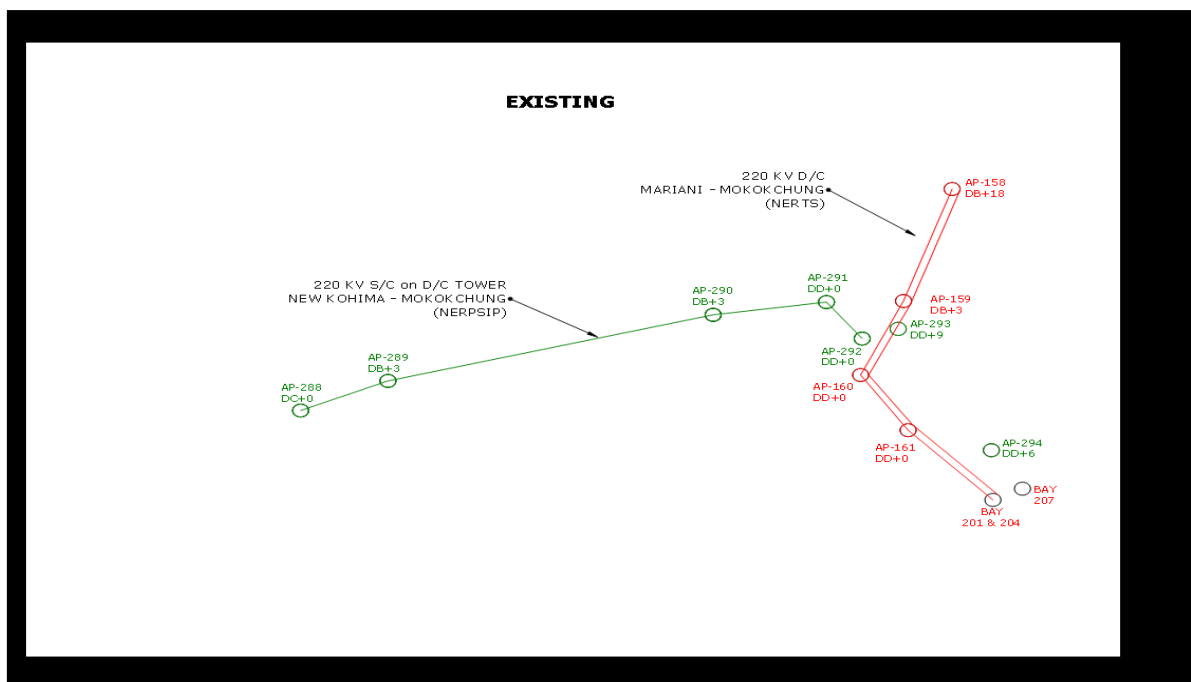 EXISTING
220 KV D/C
MARIANI - MOKOKCHUNG
(NERTS)
AP-158
DB+18
220 KV S/C on D/C TOWER
NEW KOHIMA - MOKOKCHUNG
(NERPSIP)
AP-290
DB+3
AP-291
DD+0
AP-159
DB+3
AP-293
DD+9
AP-292
DD+0
AP-289
DB+3
AP-288
DC+0
AP-160
DD+0
AP-161
DD+0
AP-294
DD+6
BAY
207
BAY
201 & 204